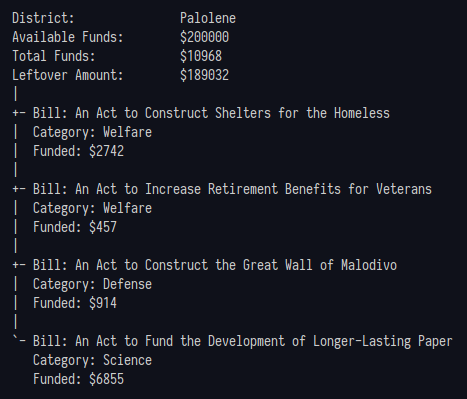 District: Palolene
Available Funds: $200000
Total Funds: $10968
Leftover Amount: $189032
|
+- Bill: An Act to Construct Shelters for the Homeless
| Category: Welfare
| Funded: $2742
|
+- Bill: An Act to Increase Retirement Benefits for Veterans
| Category: Welfare
| Funded: $457
|
+- Bill: An Act to Construct the Great Wall of Malodivo
| Category: Defense
| Funded: $914
|
`- Bill: An Act to Fund the Development of Longer-Lasting Paper
Category: Science
Funded: $6855